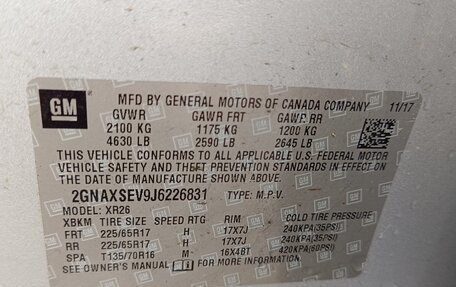 GM
MFD BY GENERAL MOTORS OF CANADA COMPANY 11/17
GVWR GAWR FRT GAWR RR
2100 KG 1175 KG 1200 KG
4630 LB 2590 LB 2645 LB
THIS VEHICLE CONFORMS TO ALL APPLICABLE U.S. FEDERAL MOTOR
VEHICLE SAFETY AND THEFT PREVENTION STANDARDS IN EFFECT ON
THE DATE OF MANUFACTURE SHOWN ABOVE.
2GNAXSEV9J6226831 TYPE: M.P.V.
MODEL: XR26
XBKM TIRE SIZE SPEED RTG RIM COLD TIRE PRESSURE
FRT 225/65R17 H 17X7J 240KPA(35PSI)
RR 225/65R17 H 17X7J 240KPA(35PSI)
SPA T135/70R16 M 16X4BT 420KPA(60PSI)
SEE OWNER'S MANUAL FOR ADDITIONAL INFORMATION.